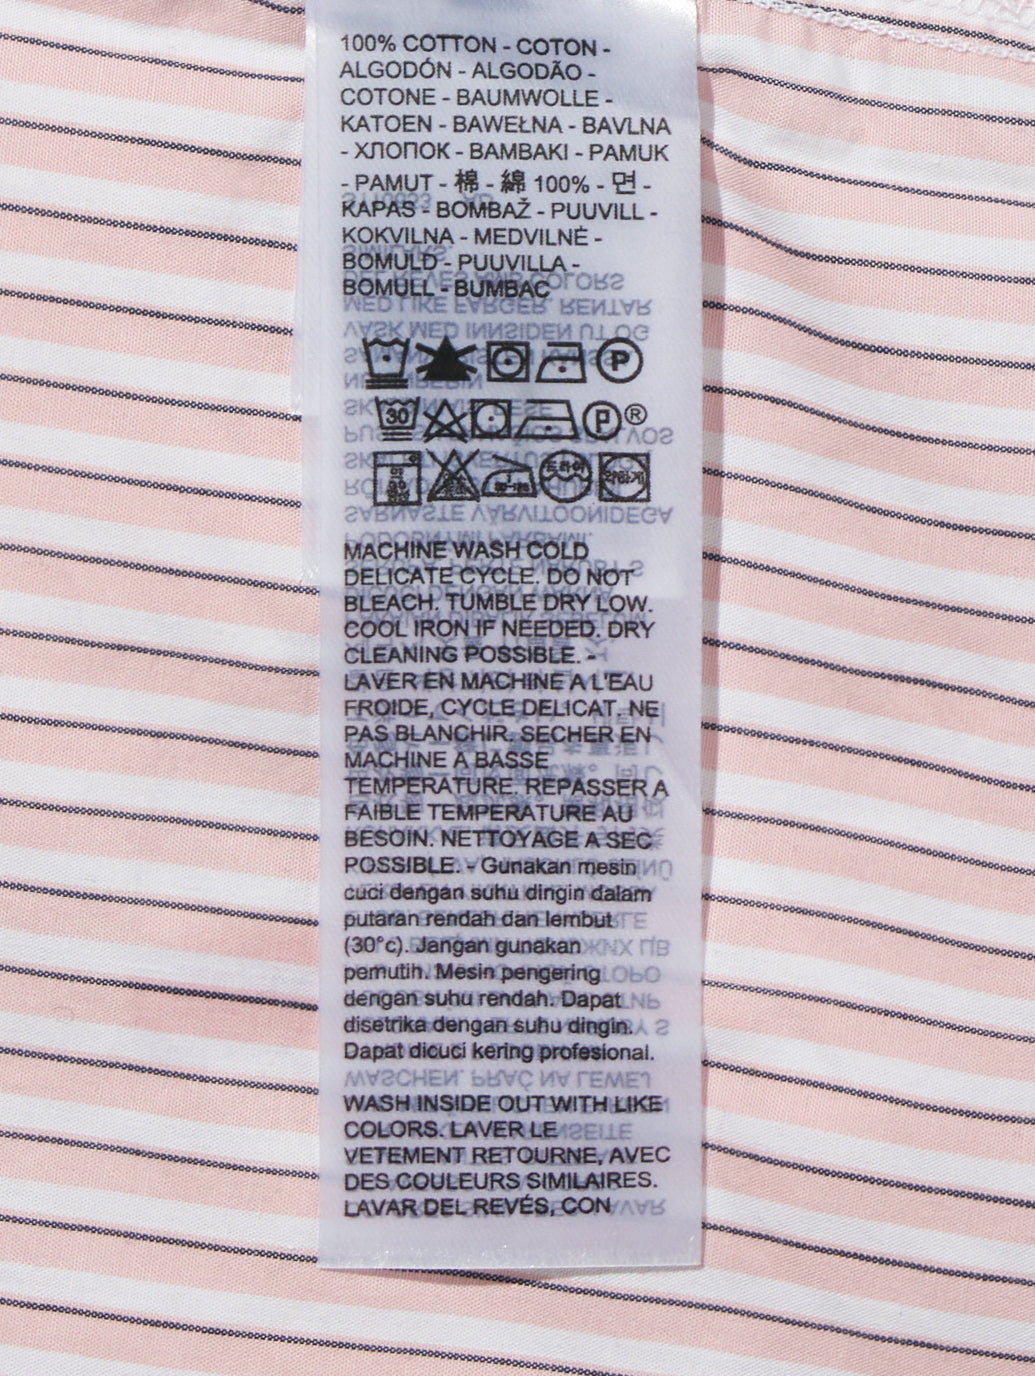 100% COTTON - COTON -
ALGODÓN - ALGODÃO -
COTONE - BAUMWOLLE -
KATOEN - BAWEŁNA - BAVLNA
- ХЛОПОК - BAMBAKI - PAMUK
- PAMUT - 棉 - 綿 100% - 면 -
KAPAS - BOMBAŽ - PUUVILL -
KOKVILNA - MEDVILNĖ -
BOMULD - PUUVILLA -
BOMULL - BUMBAC
P
30 P ®
MACHINE WASH COLD
DELICATE CYCLE. DO NOT
BLEACH. TUMBLE DRY LOW.
COOL IRON IF NEEDED. DRY
CLEANING POSSIBLE. -
LAVER EN MACHINE A L'EAU
FROIDE, CYCLE DELICAT. NE
PAS BLANCHIR. SECHER EN
MACHINE A BASSE
TEMPERATURE. REPASSER A
FAIBLE TEMPERATURE AU
BESOIN. NETTOYAGE A SEC
POSSIBLE. - Gunakan mesin
cuci dengan suhu dingin dalam
putaran rendah dan lembut
(30°c). Jangan gunakan
pemutih. Mesin pengering
dengan suhu rendah. Dapat
disetrika dengan suhu dingin.
Dapat dicuci kering profesional.
WASH INSIDE OUT WITH LIKE
COLORS. LAVER LE
VETEMENT RETOURNE, AVEC
DES COULEURS SIMILAIRES.
LAVAR DEL REVÉS, CON